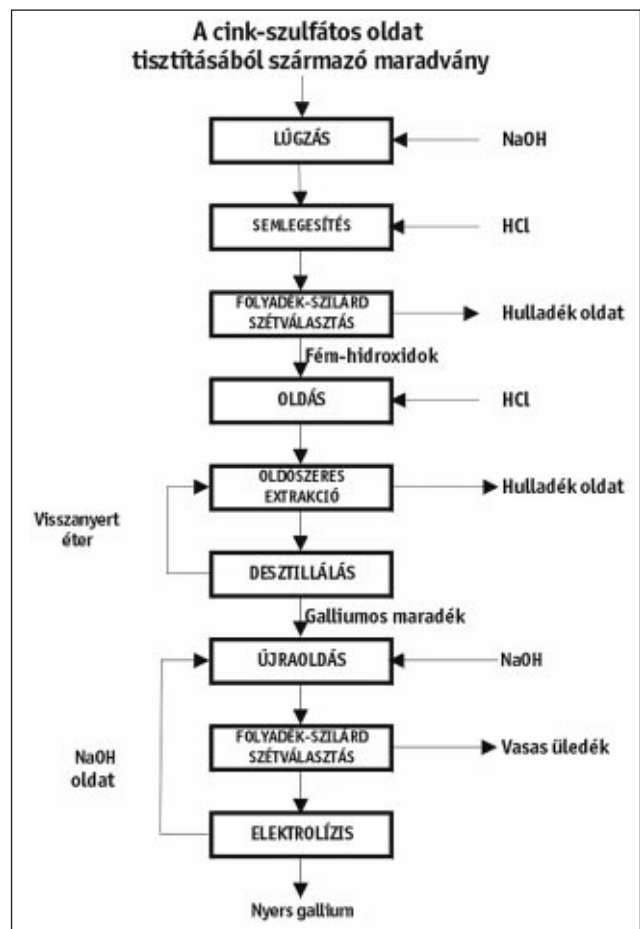 A cink-szulfátos oldat
tisztításából származó maradvány
LÚGZÁS
NaOH
SEMLEGESÍTÉS
HCl
FOLYADÉK-SZILÁRD
SZÉTVÁLASZTÁS
Hulladék oldat
Fém-hidroxidok
OLDÁS
HCl
OLDÓSZERES
EXTRAKCIÓ
Hulladék oldat
Visszanyert
éter
DESZTILLÁLÁS
Galliumos maradék
ÚJRAOLDÁS
NaOH
FOLYADÉK-SZILÁRD
SZÉTVÁLASZTÁS
Vasas üledék
NaOH
oldat
ELEKTROLÍZIS
Nyers gallium